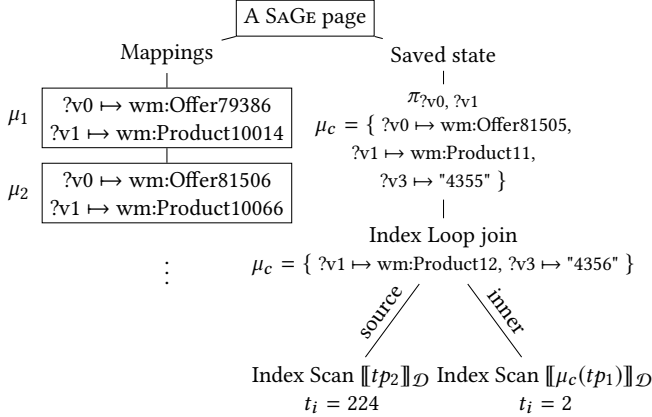 A SaGe page
Mappings
Saved state
μ1
?v0 ↦ wm:Offer79386
?v1 ↦ wm:Product10014
μ2
?v0 ↦ wm:Offer81506
?v1 ↦ wm:Product10066
⋮
π?v0, ?v1
μc = { ?v0 ↦ wm:Offer81505,
?v1 ↦ wm:Product11,
?v3 ↦ "4355" }
Index Loop join
μc = { ?v1 ↦ wm:Product12, ?v3 ↦ "4356" }
source
inner
Index Scan ⟦tp2⟧𝒟
ti = 224
Index Scan ⟦μc(tp1)⟧𝒟
ti = 2